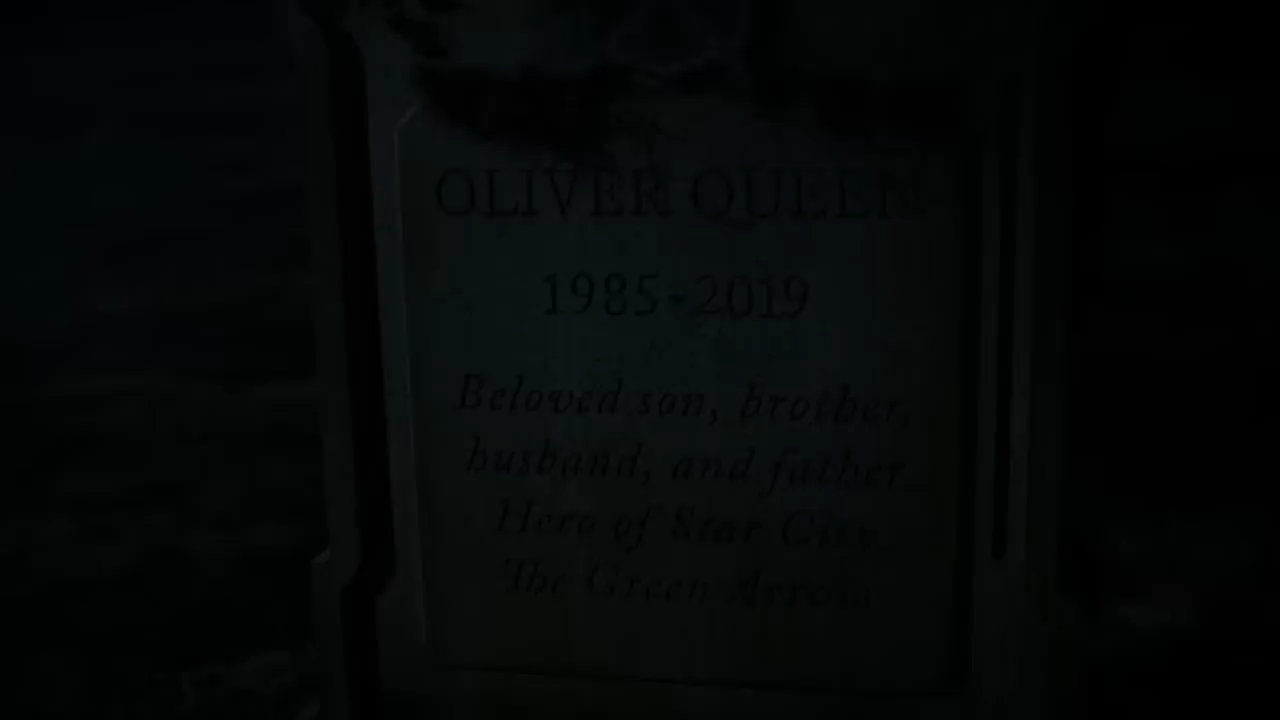 OLIVER QUEEN
1985-2019
Beloved son, brother,
husband, and father
Hero of Star City
The Green Arrow